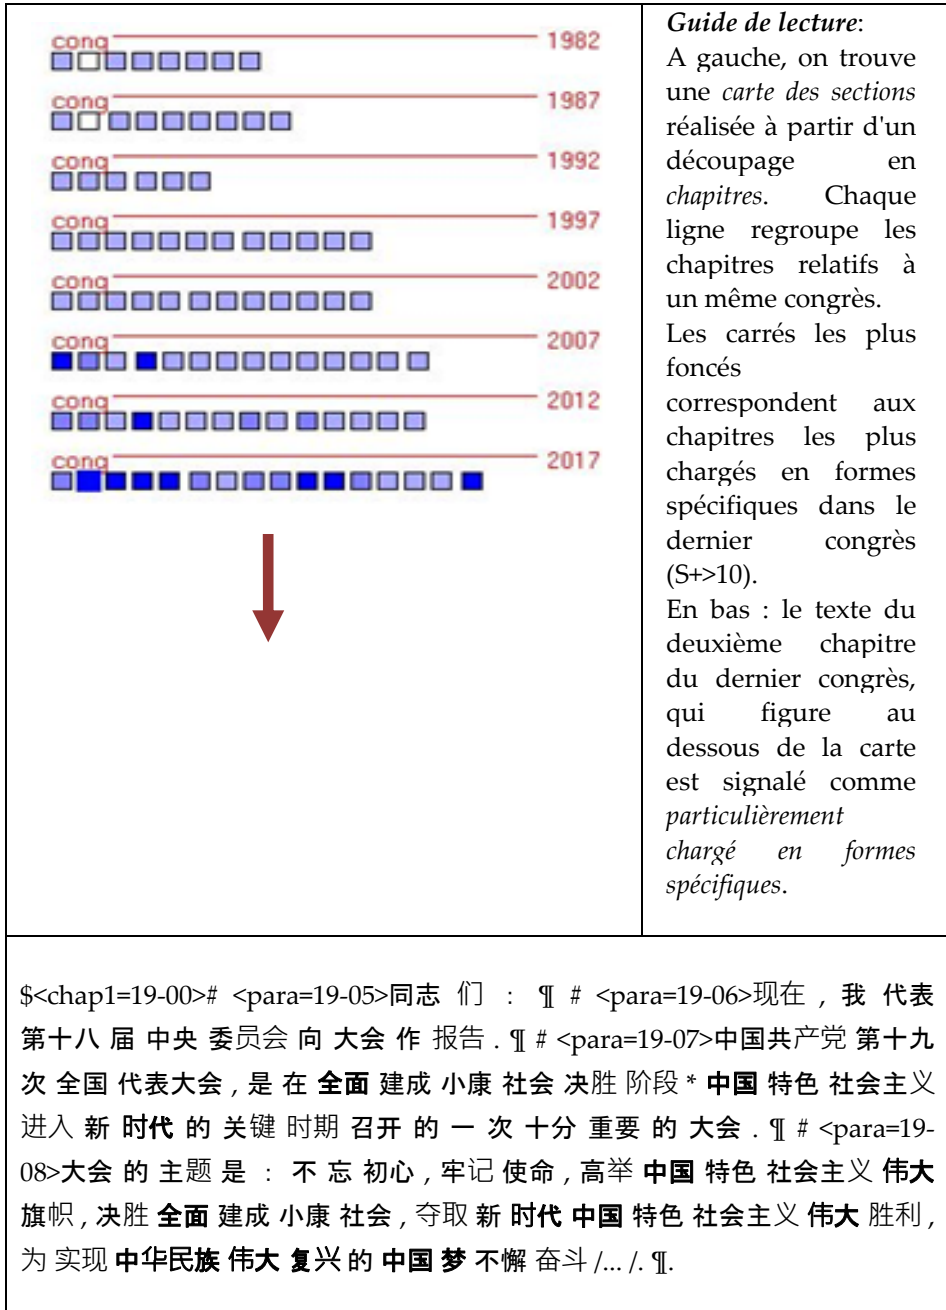 cong 1982
cong 1987
cong 1992
cong 1997
cong 2002
cong 2007
cong 2012
cong 2017
Guide de lecture:
A gauche, on trouve
une carte des sections
réalisée à partir d'un
découpage en
chapitres. Chaque
ligne regroupe les
chapitres relatifs à
un même congrès.
Les carrés les plus
foncés
correspondent aux
chapitres les plus
chargés en formes
spécifiques dans le
dernier congrès
(S+>10).
En bas : le texte du
deuxième chapitre
du dernier congrès,
qui figure au
dessous de la carte
est signalé comme
particulièrement
chargé en formes
spécifiques.
$<chap1=19-00># <para=19-05>同志 们 : ¶ # <para=19-06>现在 , 我 代表
第十八 届 中央 委员会 向 大会 作 报告 . ¶ # <para=19-07>中国共产党 第十九
次 全国 代表大会 , 是 在 全面 建成 小康 社会 决胜 阶段 * 中国 特色 社会主义
进入 新 时代 的 关键 时期 召开 的 一 次 十分 重要 的 大会 . ¶ # <para=19-
08>大会 的 主题 是 : 不 忘 初心 , 牢记 使命 , 高举 中国 特色 社会主义 伟大
旗帜 , 决胜 全面 建成 小康 社会 , 夺取 新 时代 中国 特色 社会主义 伟大 胜利 ,
为 实现 中华民族 伟大 复兴 的 中国 梦 不懈 奋斗 /... /. ¶.